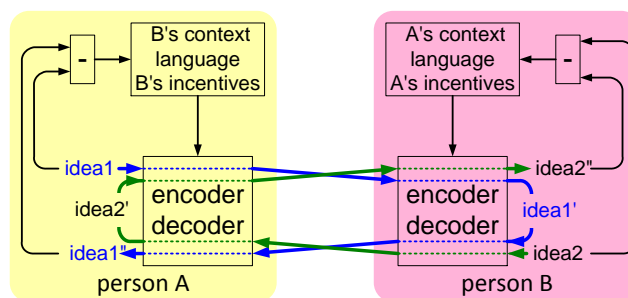 B's context
language
B's incentives
-
A's context
language
A's incentives
-
idea1
idea2"
encoder
decoder
encoder
decoder
idea2'
idea1'
idea1"
idea2
person A
person B